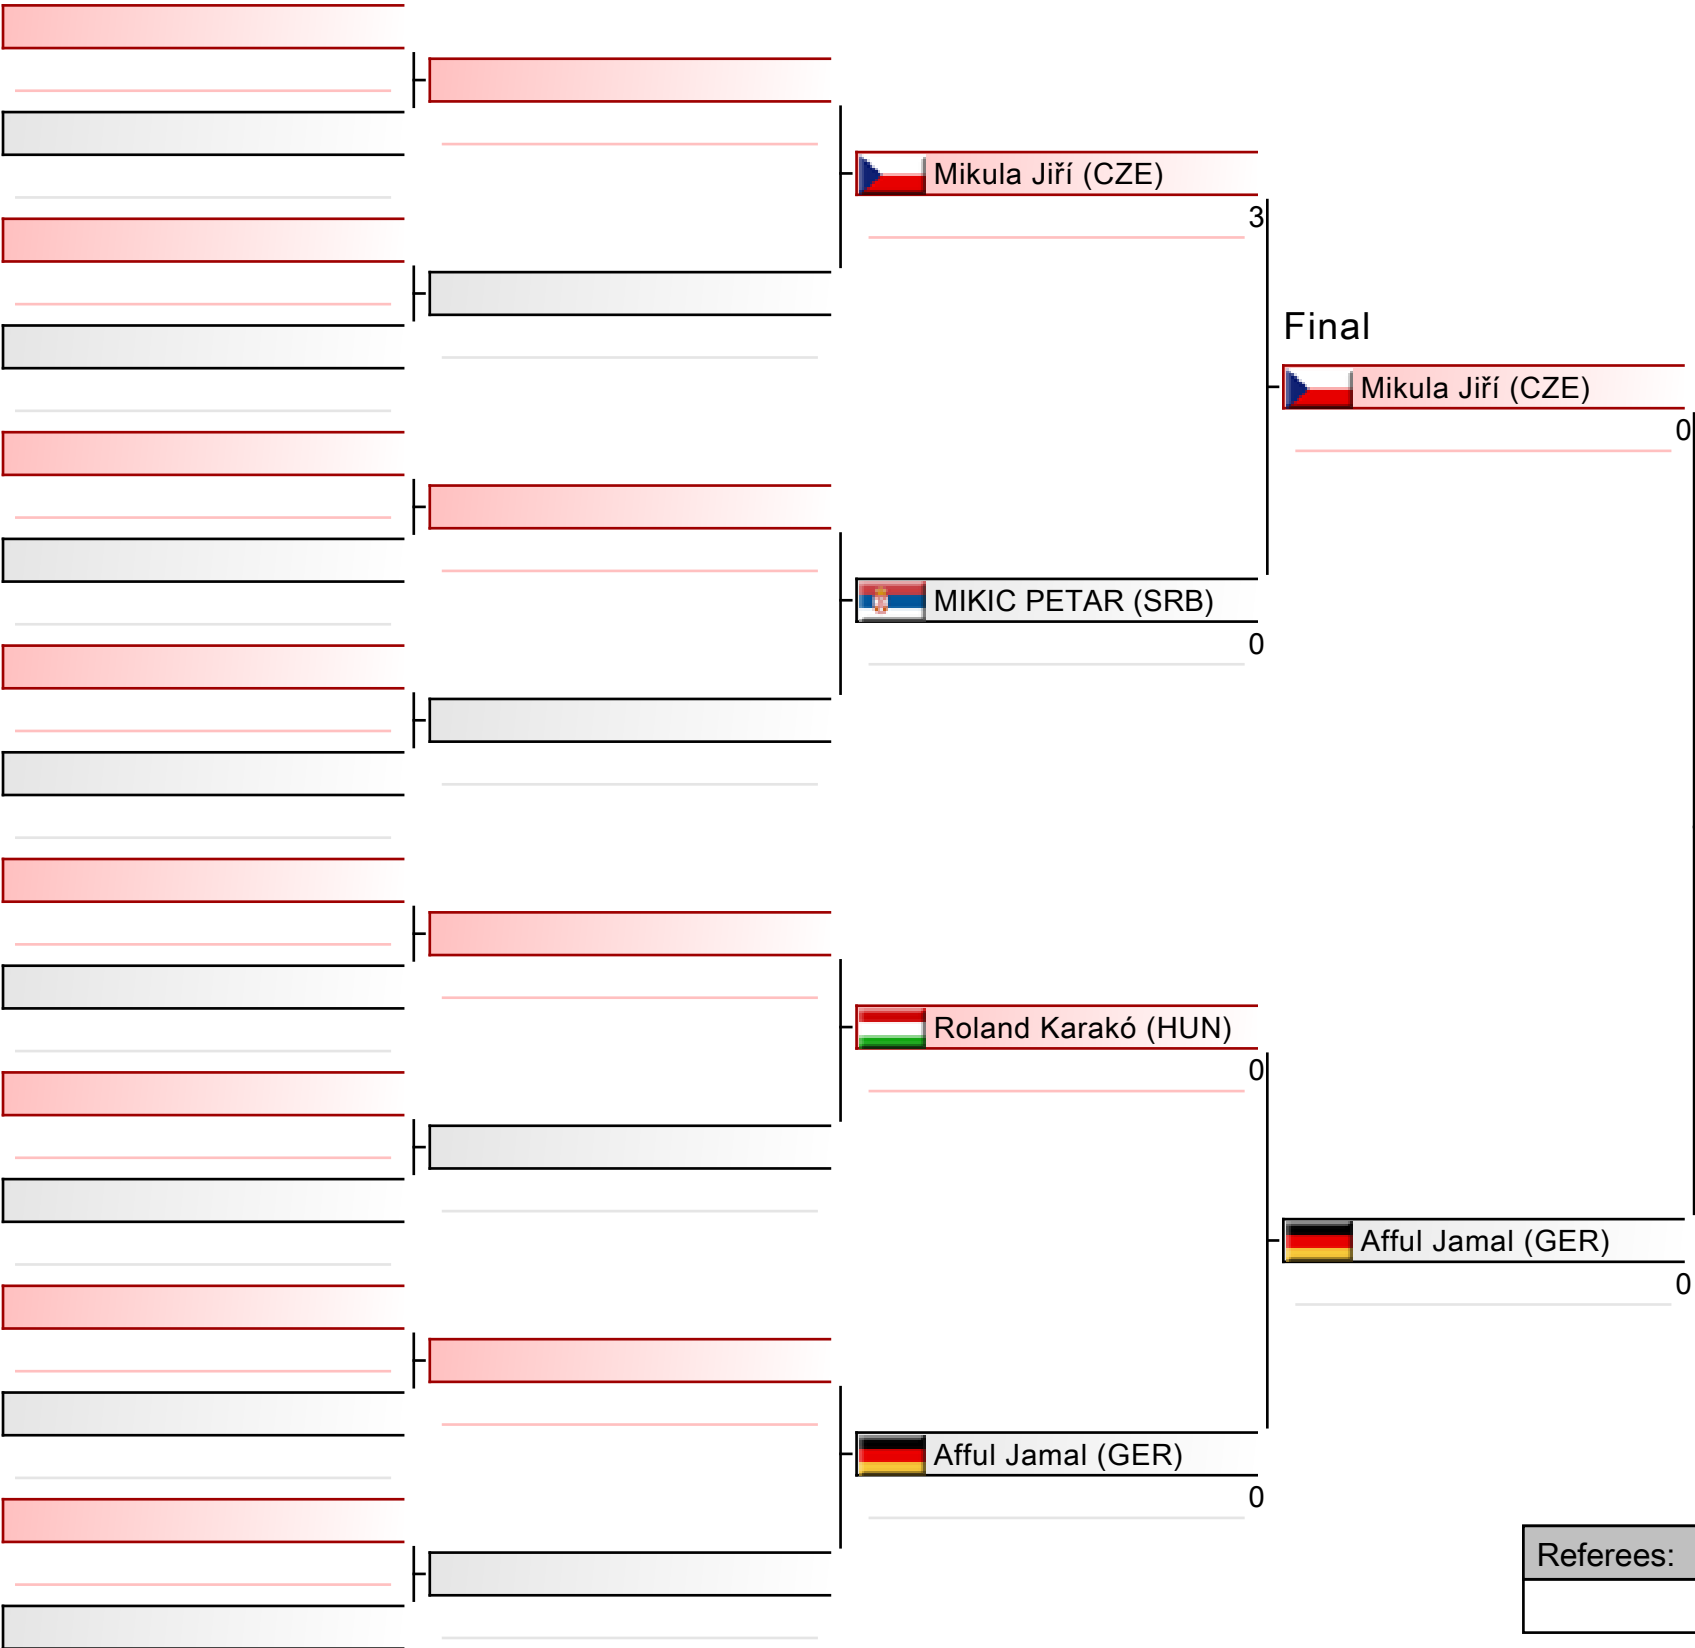 Mikula Jiří (CZE)
3
Final
Mikula Jiří (CZE)
0
MIKIC PETAR (SRB)
0
Roland Karakó (HUN)
0
Afful Jamal (GER)
0
Afful Jamal (GER)
0
Referees: